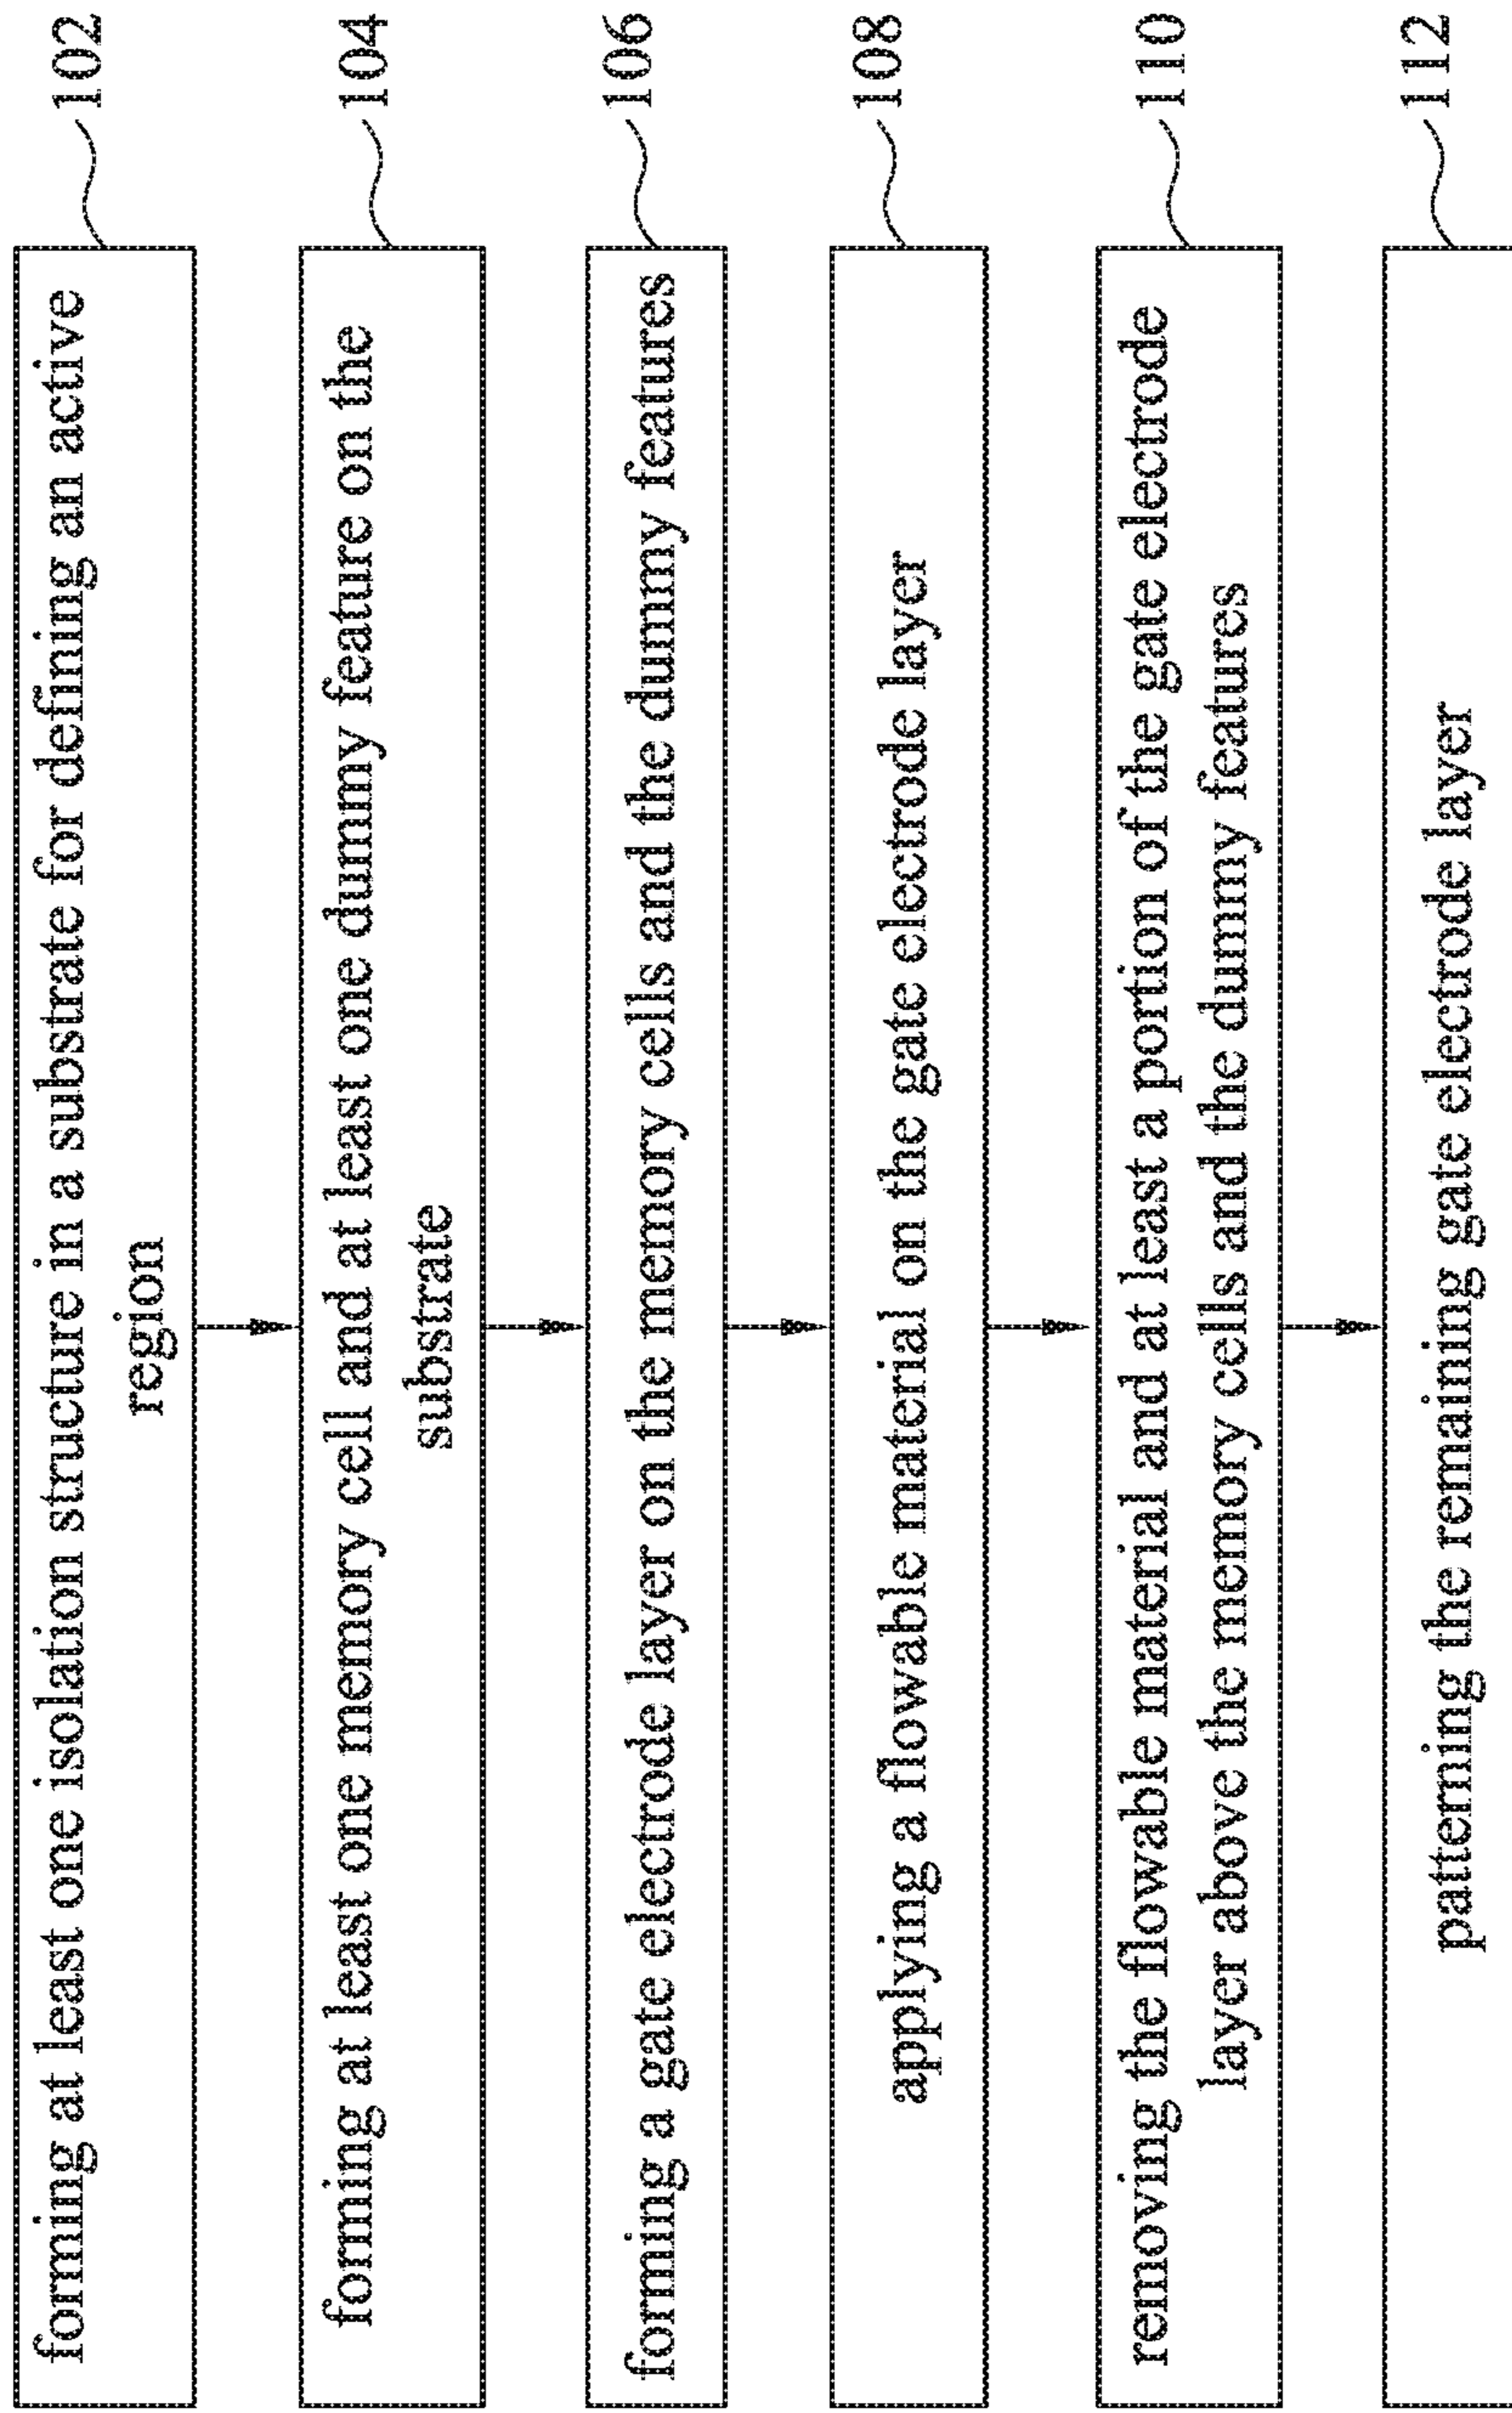 forming at least one isolation structure in a substrate for defining an active
region
102
forming at least one memory cell and at least one dummy feature on the
substrate
104
forming a gate electrode layer on the memory cells and the dummy features
106
applying a flowable material on the gate electrode layer
108
removing the flowable material and at least a portion of the gate electrode
layer above the memory cells and the dummy features
110
patterning the remaining gate electrode layer
112